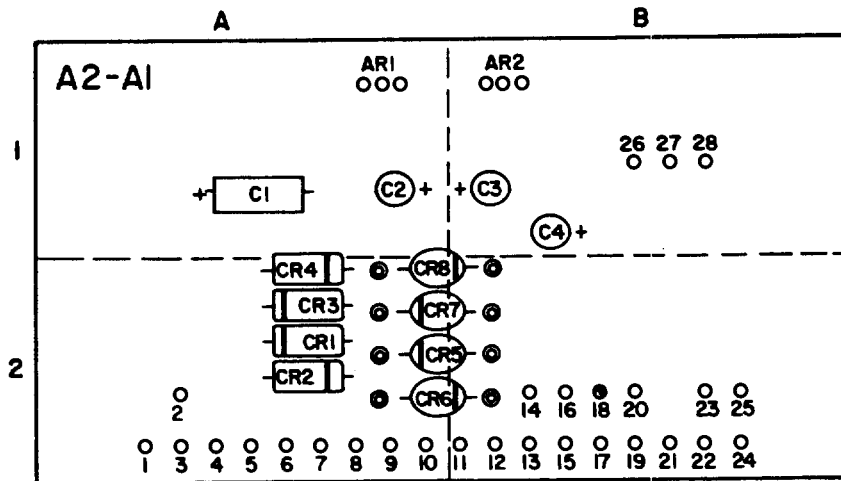 A B
A2-A1 AR1 AR2
1
26 27 28
+ C1 C2 + + C3
C4 +
CR4 CR8
CR3 CR7
CR1 CR5
2
CR2 CR6
2 14 16 18 20 23 25
1 3 4 5 6 7 8 9 10 11 12 13 15 17 19 21 22 24